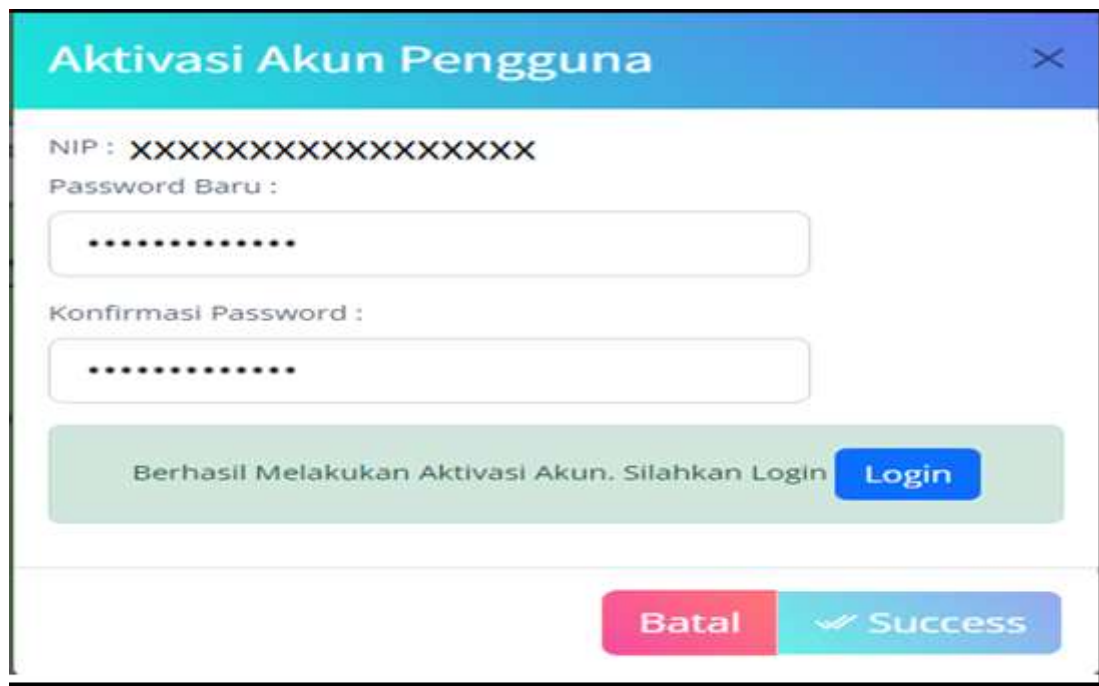 Aktivasi Akun Pengguna
NIP : XXXXXXXXXXXXXXXXX
Password Baru :
•••••••••••••
Konfirmasi Password :
•••••••••••••
Berhasil Melakukan Aktivasi Akun. Silahkan Login Login
Batal Success